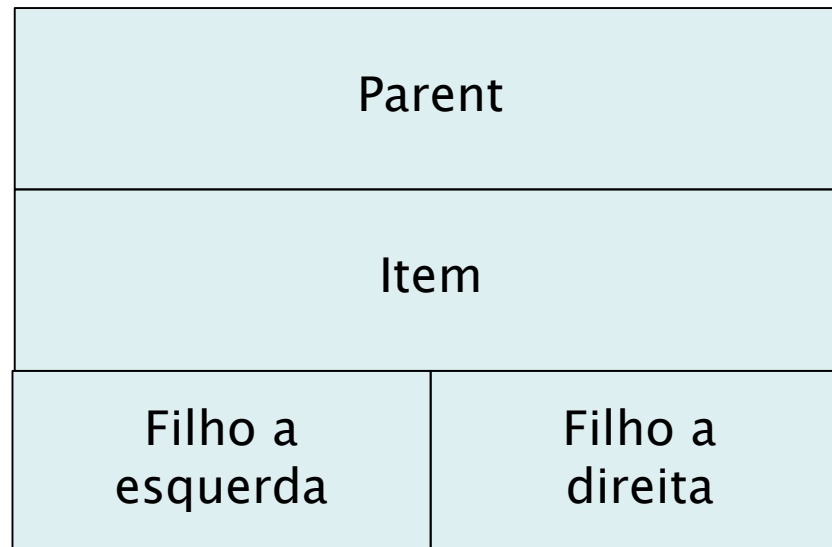 Parent
Item
Filho a
esquerda
Filho a
direita